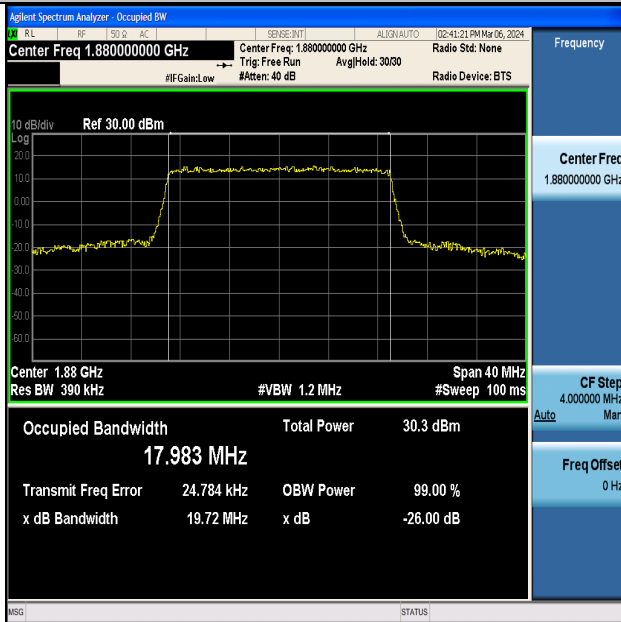 Agilent Spectrum Analyzer - Occupied BW
LXI RL RF 50 Ω AC SENSE:INT ALIGN AUTO 02:41:21 PM Mar 06, 2024
Center Freq 1.880000000 GHz
Center Freq: 1.880000000 GHz
Radio Std: None
Trig: Free Run Avg|Hold: 30/30
#IFGain:Low
#Atten: 40 dB
Radio Device: BTS
10 dB/div Ref 30.00 dBm
Log
20.0
10.0
0.00
-10.0
-20.0
-30.0
-40.0
-50.0
-60.0
Center 1.88 GHz Span 40 MHz
Res BW 390 kHz #VBW 1.2 MHz #Sweep 100 ms
Occupied Bandwidth Total Power 30.3 dBm
17.983 MHz
Transmit Freq Error 24.784 kHz OBW Power 99.00 %
x dB Bandwidth 19.72 MHz x dB -26.00 dB
Frequency
Center Freq
1.880000000 GHz
CF Step
4.000000 MHz
Auto Man
Freq Offset
0 Hz
MSG STATUS